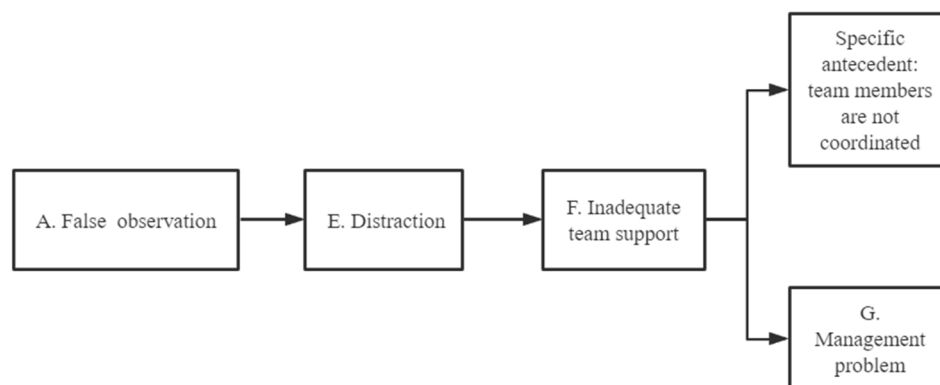 A. False observation
E. Distraction
F. Inadequate
team support
Specific
antecedent:
team members
are not
coordinated
G.
Management
problem